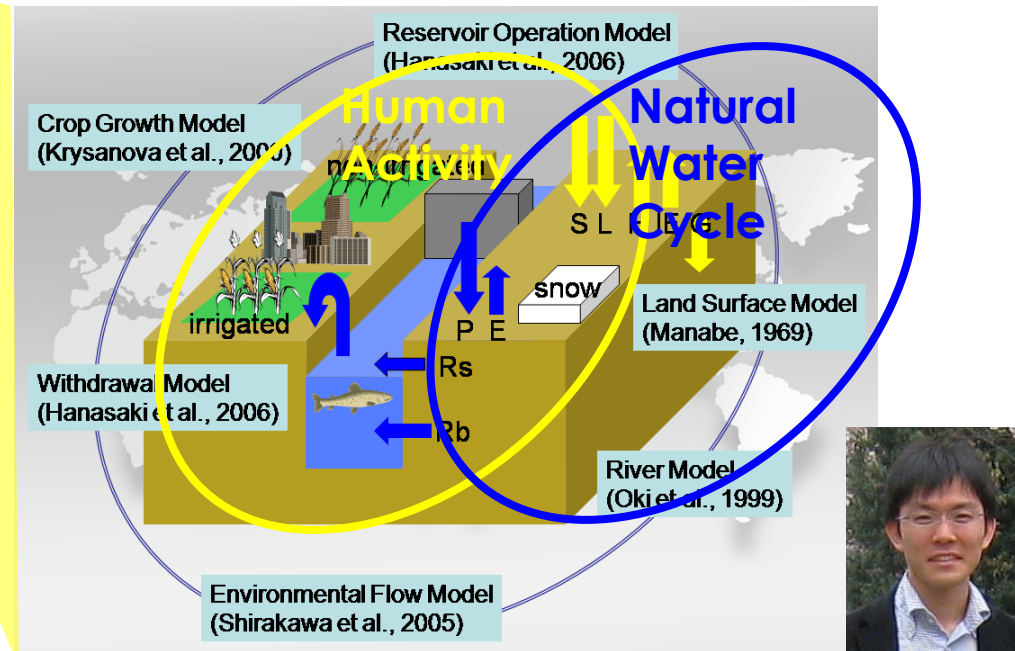 Reservoir Operation Model
(Hanasaki et al., 2006)
Human
Activity
Natural
Water
Cycle
Crop Growth Model
(Krysanova et al., 2000)
S L
G
snow
irrigated
P E
Land Surface Model
(Manabe, 1969)
Rs
Withdrawal Model
(Hanasaki et al., 2006)
Rb
River Model
(Oki et al., 1999)
Environmental Flow Model
(Shirakawa et al., 2005)